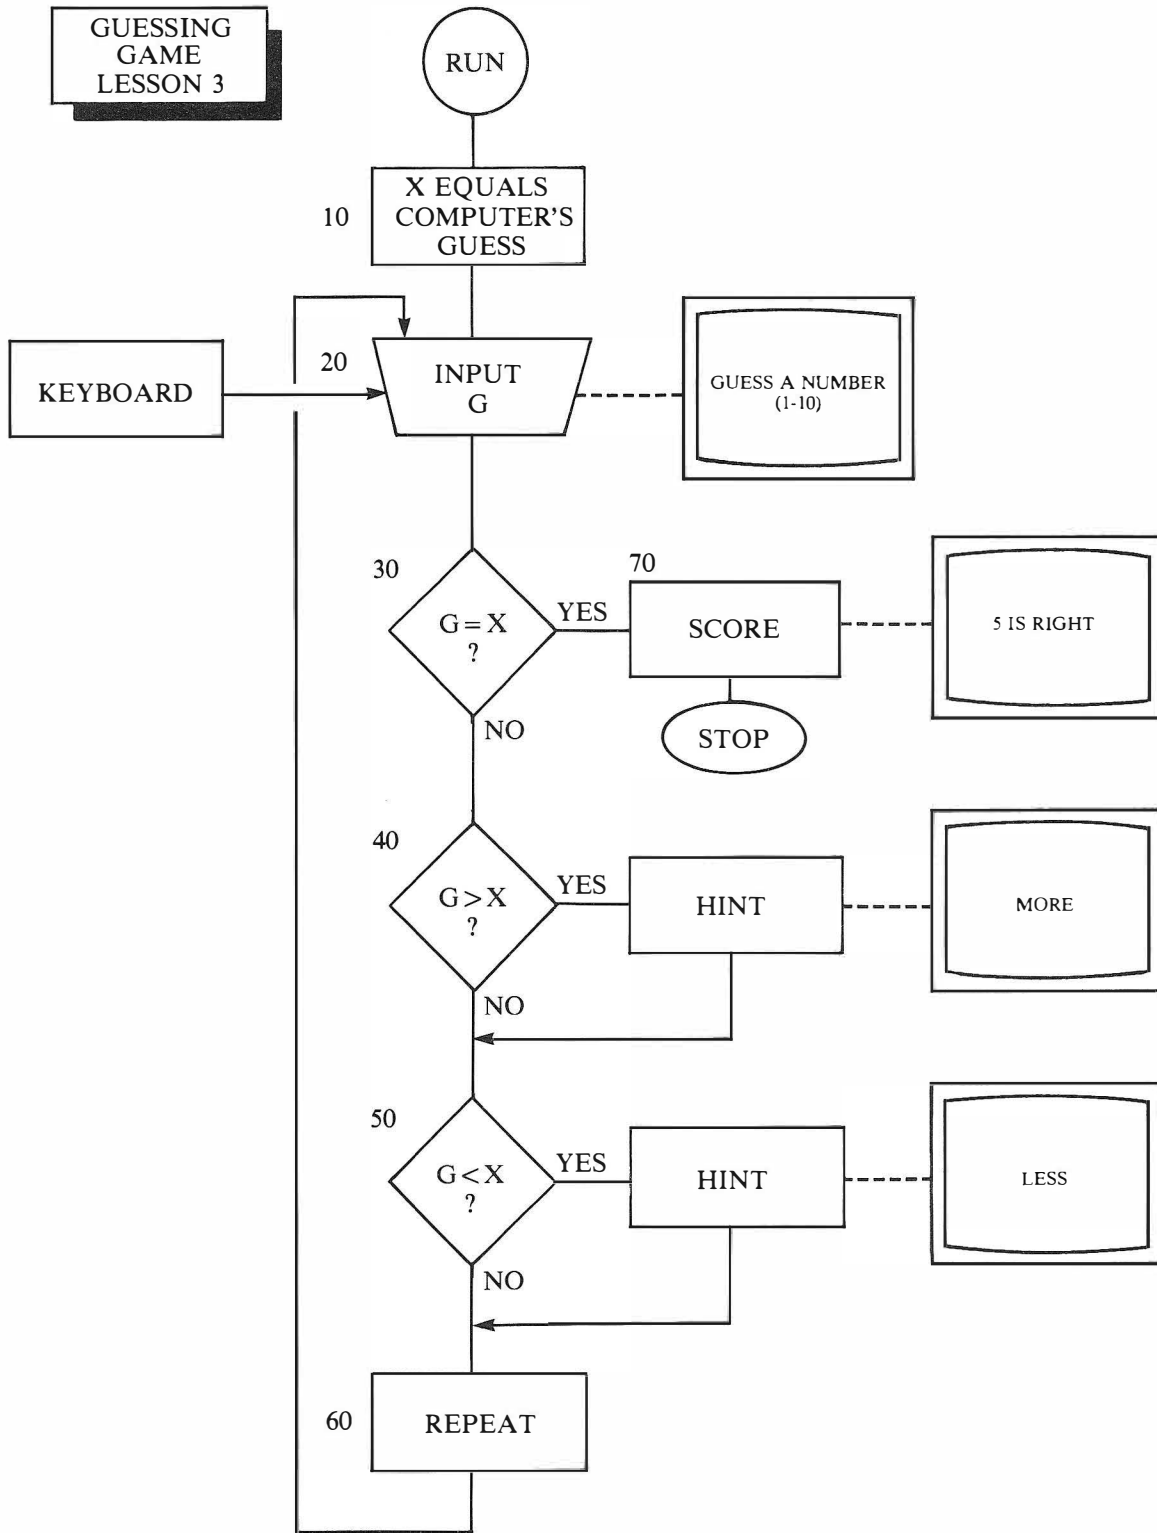 GUESSING
GAME
LESSON 3
RUN
10
X EQUALS
COMPUTER'S
GUESS
KEYBOARD
20
INPUT
G
GUESS A NUMBER
(1-10)
30
G=X
?
YES
NO
70
SCORE
STOP
5 IS RIGHT
40
G>X
?
YES
NO
HINT
MORE
50
G<X
?
YES
NO
HINT
LESS
60
REPEAT